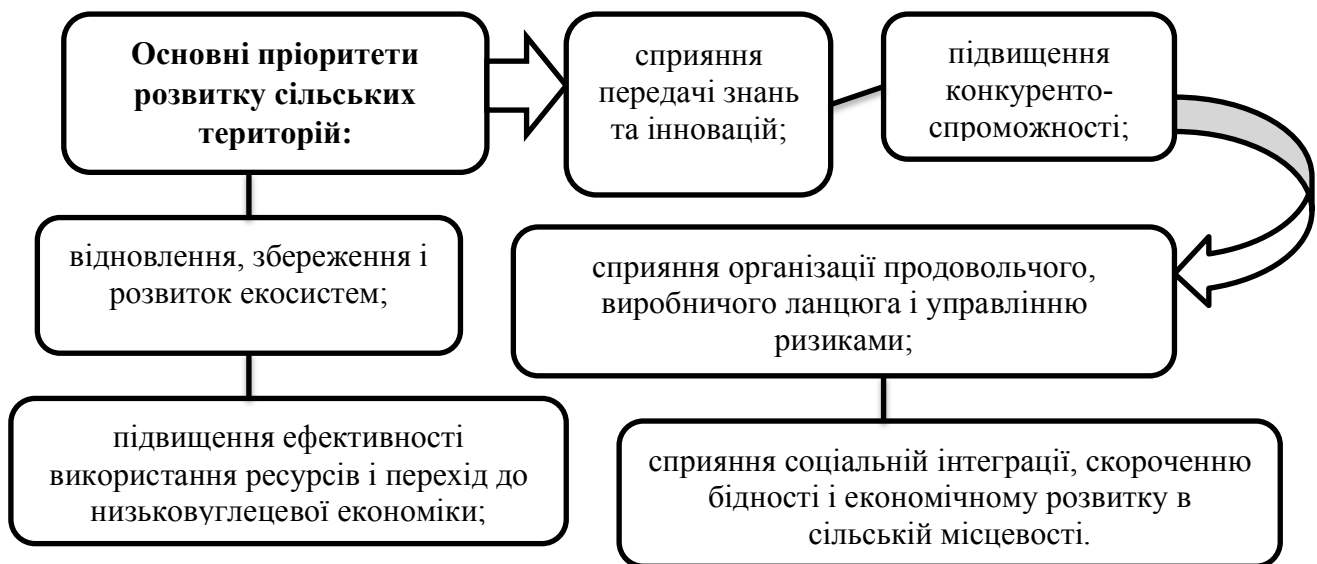 Основні пріоритети
розвитку сільських
територій:
сприяння
передачі знань
та інновацій;
підвищення
конкуренто-
спроможності;
відновлення, збереження і
розвиток екосистем;
сприяння організації продовольчого,
виробничого ланцюга і управлінню
ризиками;
підвищення ефективності
використання ресурсів і перехід до
низьковуглецевої економіки;
сприяння соціальній інтеграції, скороченню
бідності і економічному розвитку в
сільській місцевості.